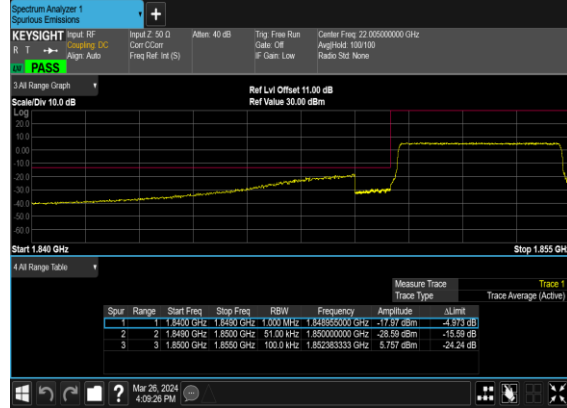 Spectrum Analyzer 1
Spurious Emissions
+
KEYSIGHT Input: RF Input Z: 50 Ω Atten: 40 dB Trig: Free Run Center Freq: 22.005000000 GHz
R T Coupling: DC Corr CCorr Gate: Off Avg|Hold: 100/100
Align: Auto Freq Ref: Int (S) IF Gain: Low Radio Std: None
PASS
3 All Range Graph
Ref Lvl Offset 11.00 dB
Scale/Div 10.0 dB Ref Value 30.00 dBm
Log
20.0
10.0
0.00
-10.0
-20.0
-30.0
-40.0
-50.0
-60.0
Start 1.840 GHz Stop 1.855 GH
4 All Range Table
Measure Trace Trace 1
Trace Type Trace Average (Active)
Spur Range Start Freq Stop Freq RBW Frequency Amplitude ΔLimit
1 1 1.8400 GHz 1.8490 GHz 1.000 MHz 1.848955000 GHz -17.97 dBm -4.973 dB
2 2 1.8490 GHz 1.8500 GHz 51.00 kHz 1.850000000 GHz -28.59 dBm -15.59 dB
3 3 1.8500 GHz 1.8550 GHz 100.0 kHz 1.852383333 GHz 5.757 dBm -24.24 dB
? Mar 26, 2024
4:09:26 PM